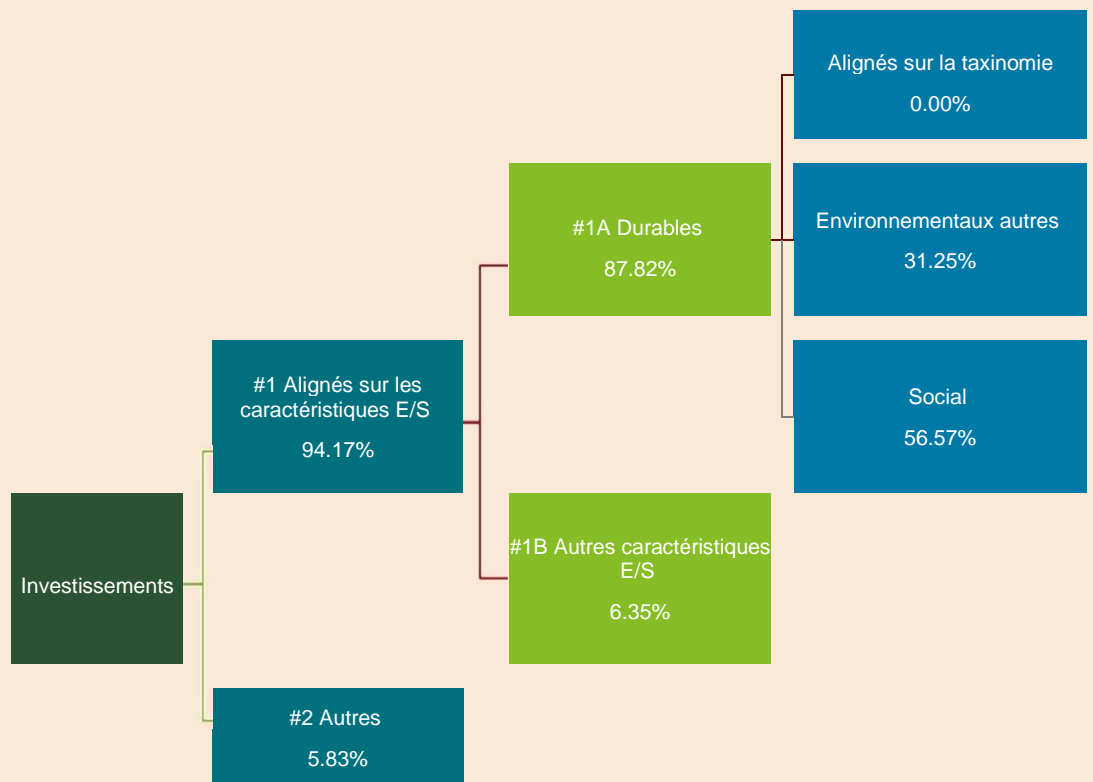 Investissements
#1 Alignés sur les
caractéristiques E/S
94.17%
#2 Autres
5.83%
#1A Durables
87.82%
#1B Autres caractéristiques
E/S
6.35%
Alignés sur la taxinomie
0.00%
Environnementaux autres
31.25%
Social
56.57%